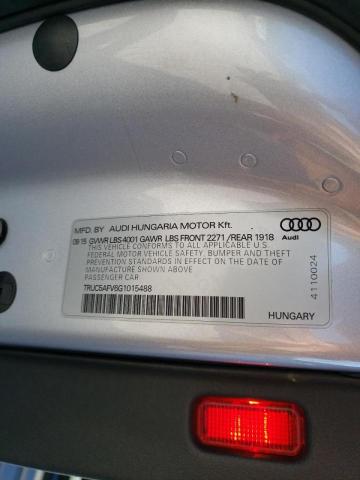 MFD. BY AUDI HUNGARIA MOTOR Kft.
09/15 GVWR LBS 4001 GAWR LBS FRONT 2271 / REAR 1918
THIS VEHICLE CONFORMS TO ALL APPLICABLE U.S.
FEDERAL MOTOR VEHICLE SAFETY, BUMPER, AND THEFT
PREVENTION STANDARDS IN EFFECT ON THE DATE OF
MANUFACTURE SHOWN ABOVE.
PASSENGER CAR
TRUC5AFV6G1015488
Audi
4110024
HUNGARY